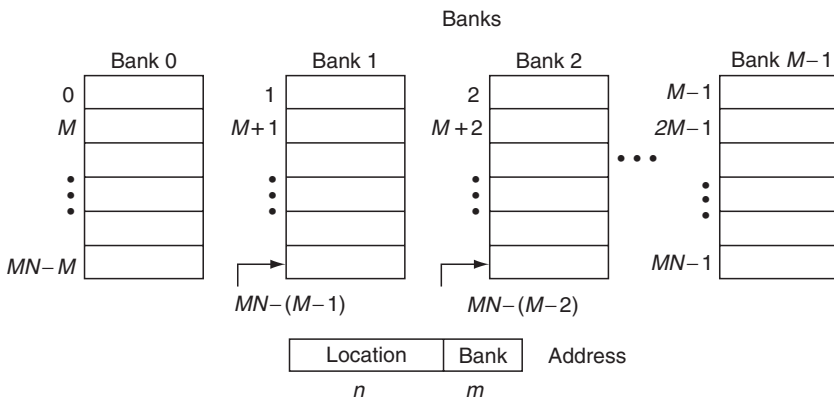 Banks
Bank 0 Bank 1 Bank 2 Bank M−1
0 1 2 M−1
M M+1 M+2 2M−1
MN−M MN−1
MN−(M−1) MN−(M−2)
Location Bank Address
n m